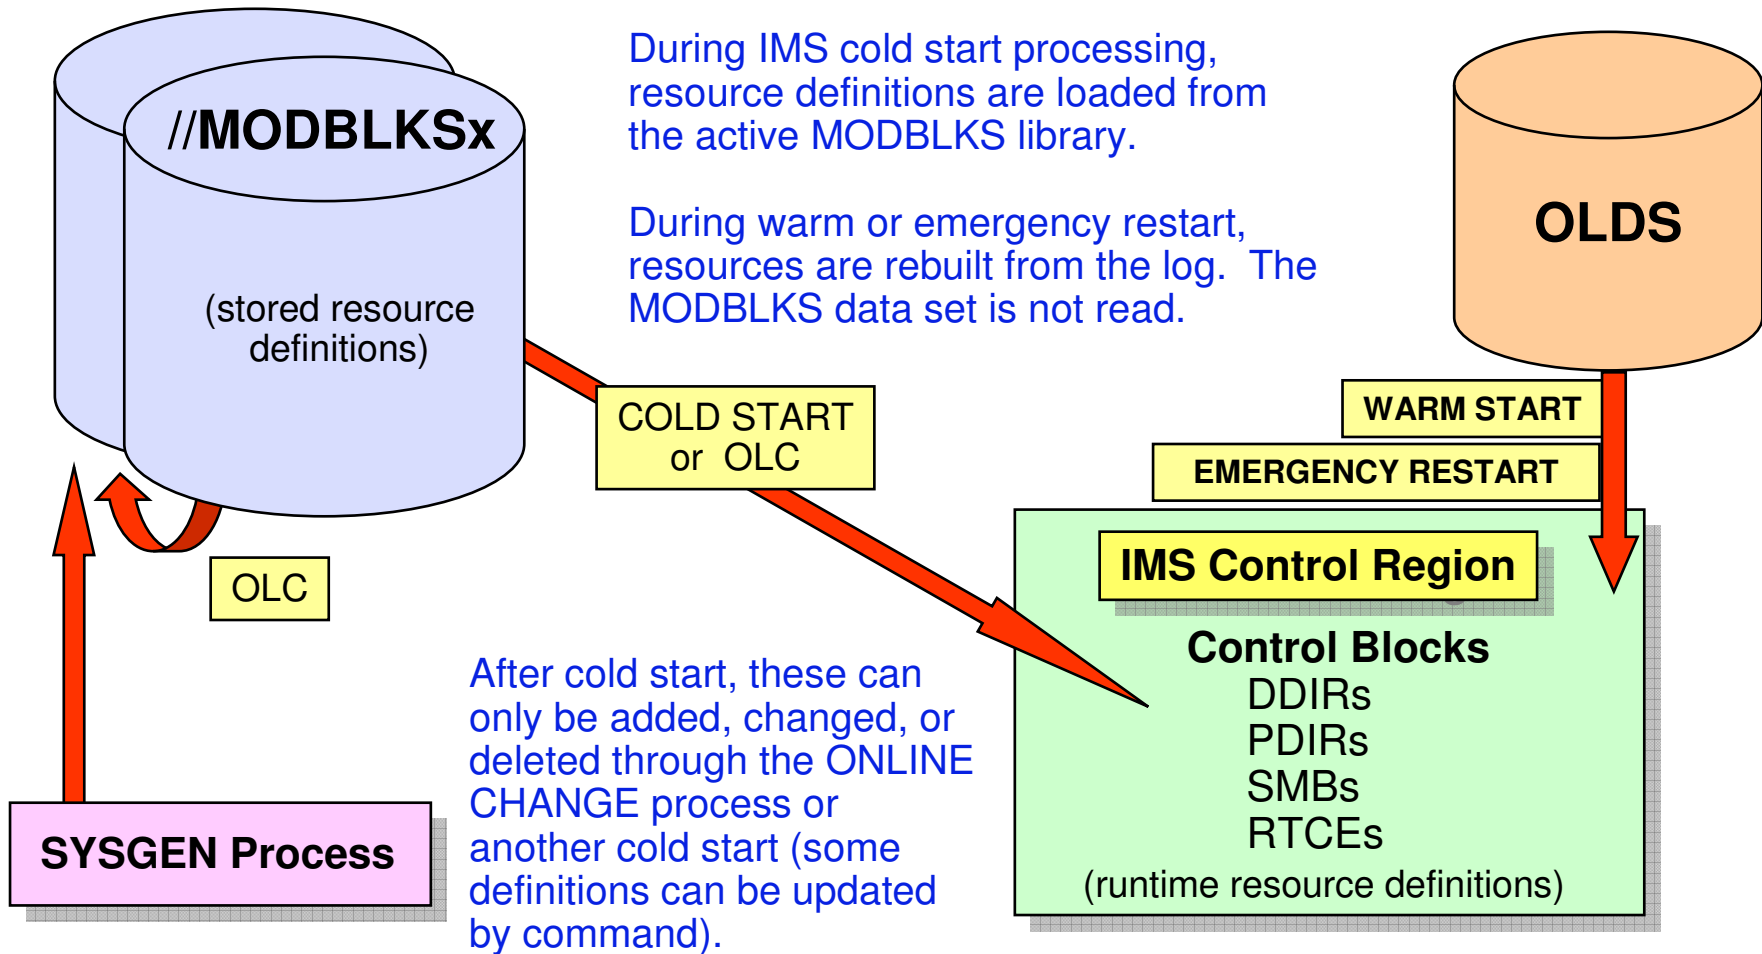 //MODBLKSx
(stored resource
definitions)
During IMS cold start processing,
resource definitions are loaded from
the active MODBLKS library.
During warm or emergency restart,
resources are rebuilt from the log. The
MODBLKS data set is not read.
OLDS
COLD START
or OLC
WARM START
EMERGENCY RESTART
OLC
IMS Control Region
Control Blocks
DDIRs
PDIRs
SMBs
RTCEs
(runtime resource definitions)
After cold start, these can
only be added, changed, or
deleted through the ONLINE
CHANGE process or
another cold start (some
definitions can be updated
by command).
SYSGEN Process